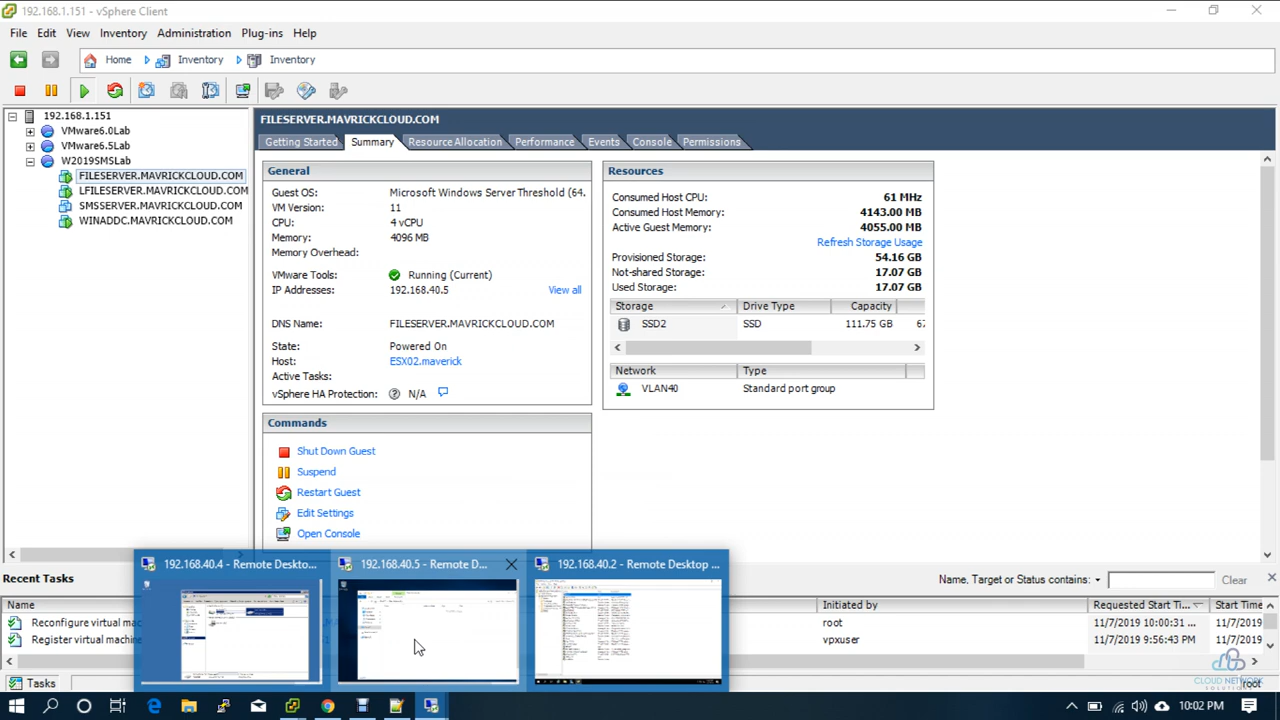 192.168.1.151 - vSphere Client
File Edit View Inventory Administration Plug-ins Help
Home Inventory Inventory
192.168.1.151
VMware6.0Lab
VMware6.5Lab
W2019SMSLab
FILESERVER.MAVRICKCLOUD.COM
LFILESERVER.MAVRICKCLOUD.COM
SMSSERVER.MAVRICKCLOUD.COM
WINADDC.MAVRICKCLOUD.COM
FILESERVER.MAVRICKCLOUD.COM
Getting Started Summary Resource Allocation Performance Events Console Permissions
General
Guest OS: Microsoft Windows Server Threshold (64.
VM Version: 11
CPU: 4 vCPU
Memory: 4096 MB
Memory Overhead:
VMware Tools: Running (Current)
IP Addresses: 192.168.40.5 View all
DNS Name: FILESERVER.MAVRICKCLOUD.COM
State: Powered On
Host: ESX02.maverick
Active Tasks:
vSphere HA Protection: N/A
Commands
Shut Down Guest
Suspend
Restart Guest
Edit Settings
Open Console
Resources
Consumed Host CPU: 61 MHz
Consumed Host Memory: 4143.00 MB
Active Guest Memory: 4055.00 MB
Refresh Storage Usage
Provisioned Storage: 54.16 GB
Not-shared Storage: 17.07 GB
Used Storage: 17.07 GB
Storage Drive Type Capacity
SSD2 SSD 111.75 GB 67
Network Type
VLAN40 Standard port group
192.168.40.4 - Remote Deskto...
192.168.40.5 - Remote D...
192.168.40.2 - Remote Desktop ...
Recent Tasks
Name, Target or Status contains: Clear
Name Initiated by Requested Start Ti... Start Time
Reconfigure virtual mac root 11/7/2019 10:00:31 ... 11/7/2019
Register virtual machine vpxuser 11/7/2019 9:56:43 PM 11/7/2019
Tasks root
CLOUD NETWORK
SOLUTION
10:02 PM